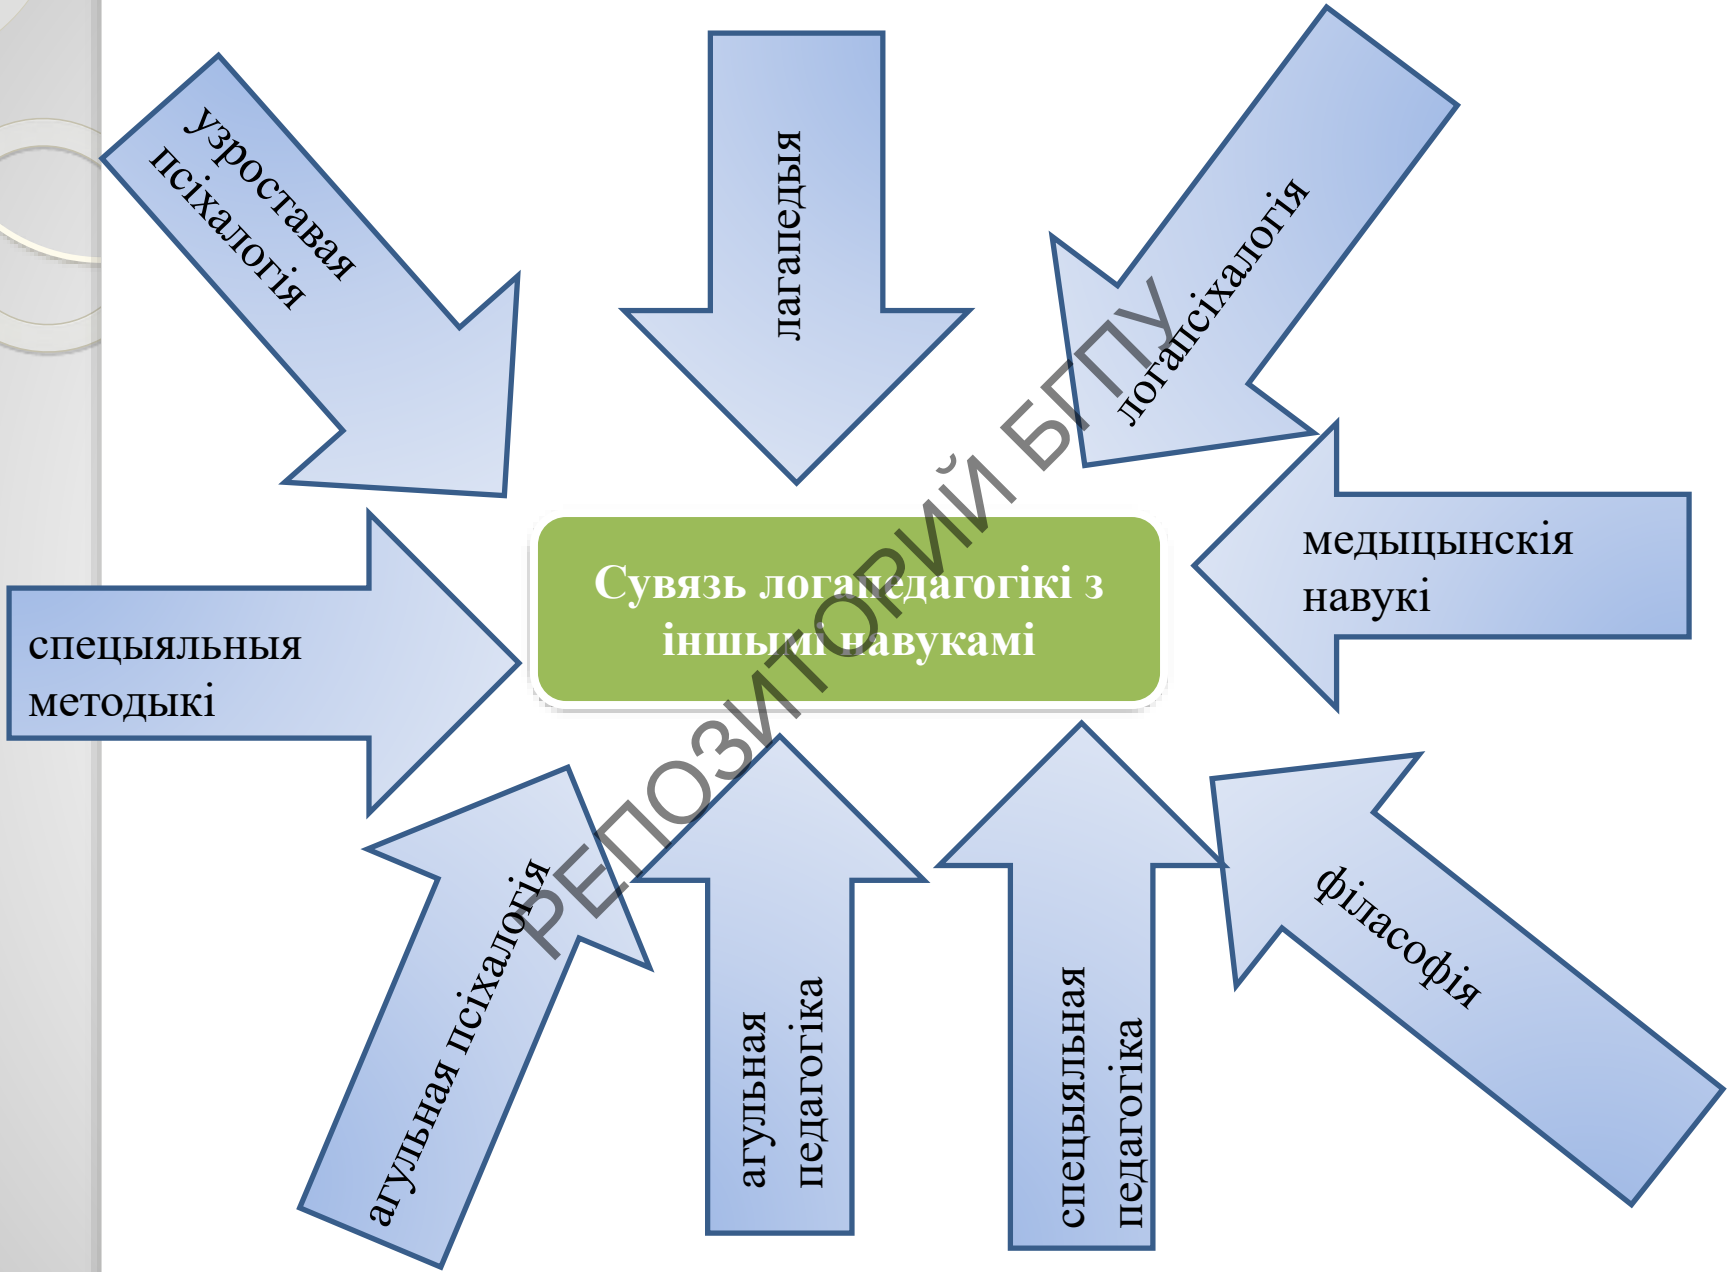 узроставая
псіхалогія
лагапедыя
логапсіхалогія
медыцынскія
навукі
Сувязь логапедагогікі з
іншымі навукамі
спецыяльныя
методыкі
агульная псіхалогія
агульная
педагогіка
спецыяльная
педагогіка
філасофія
РЕПОЗИТОРИЙ БГПУ